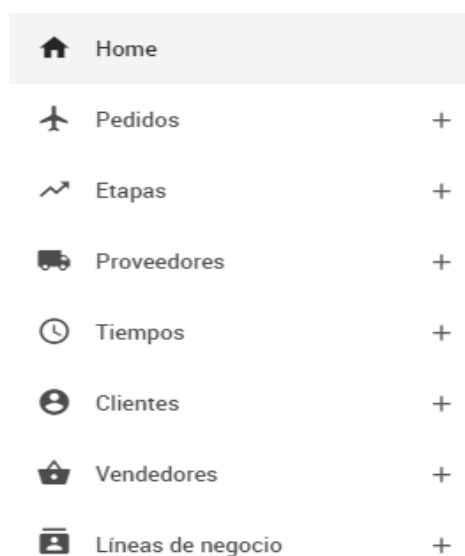 Home
Pedidos +
Etapas +
Proveedores +
Tiempos +
Clientes +
Vendedores +
Líneas de negocio +